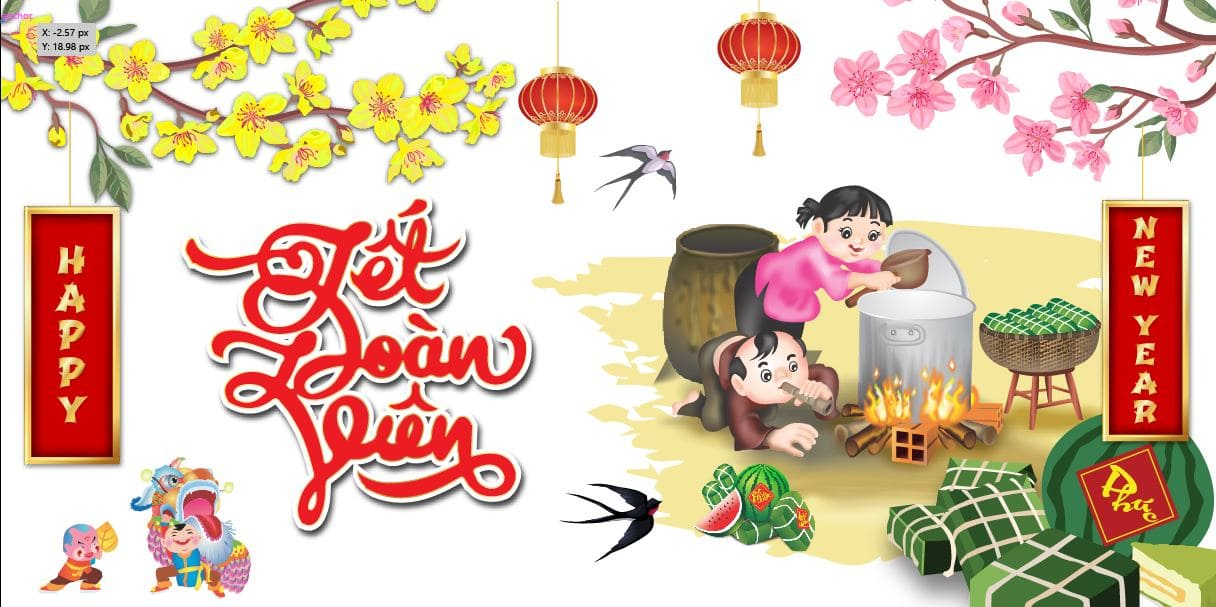 X: -2.57 px
Y: 18.98 px
HAPPY
Tết
Đoàn
Viên
NEW YEAR
Phúc